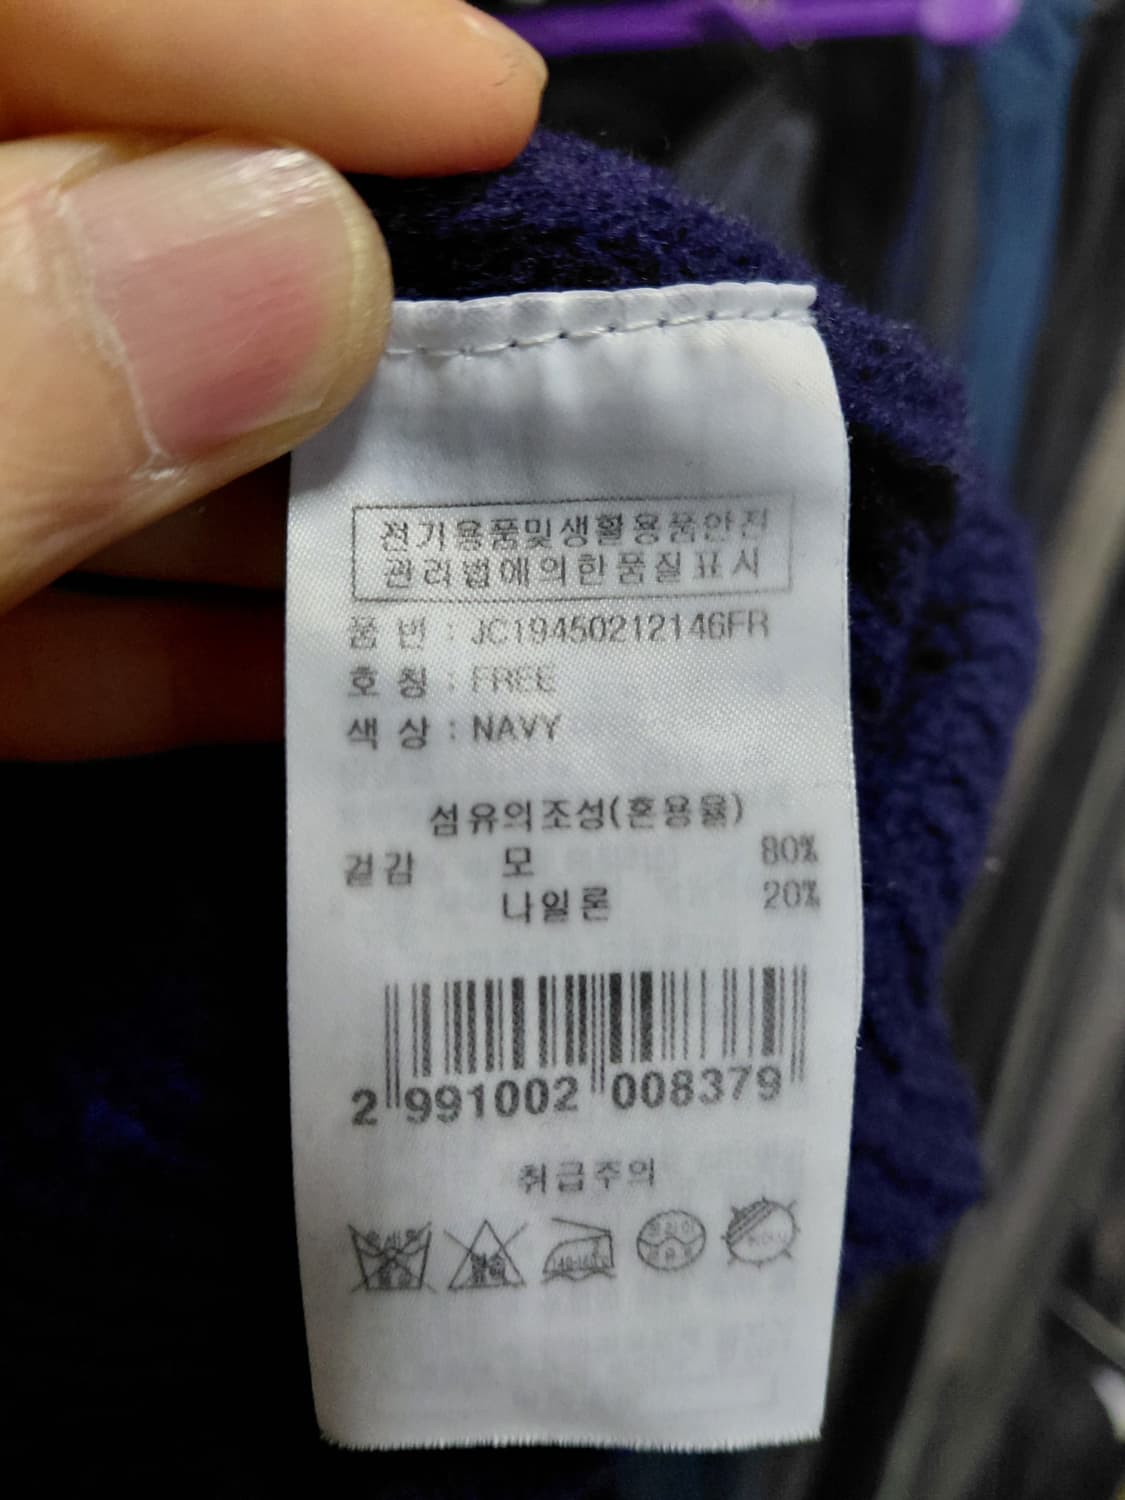 전기용품및생활용품안전
관리법에의한품질표시
품 번 : JC19450212146FR
호 칭 : FREE
색 상 : NAVY
섬유의조성(혼용율)
겉감 모 80%
나일론 20%
2 991002 008379
취급주의